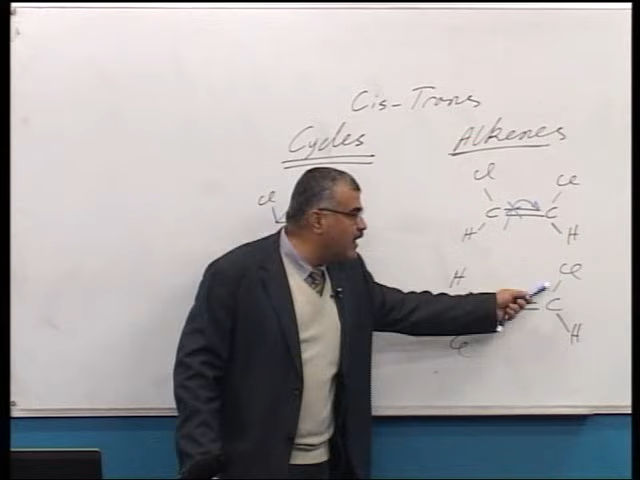 Cis-Trans
Cycles Alkenes
Cl Cl Cl
C C
H H
H Cl
C
Cl H